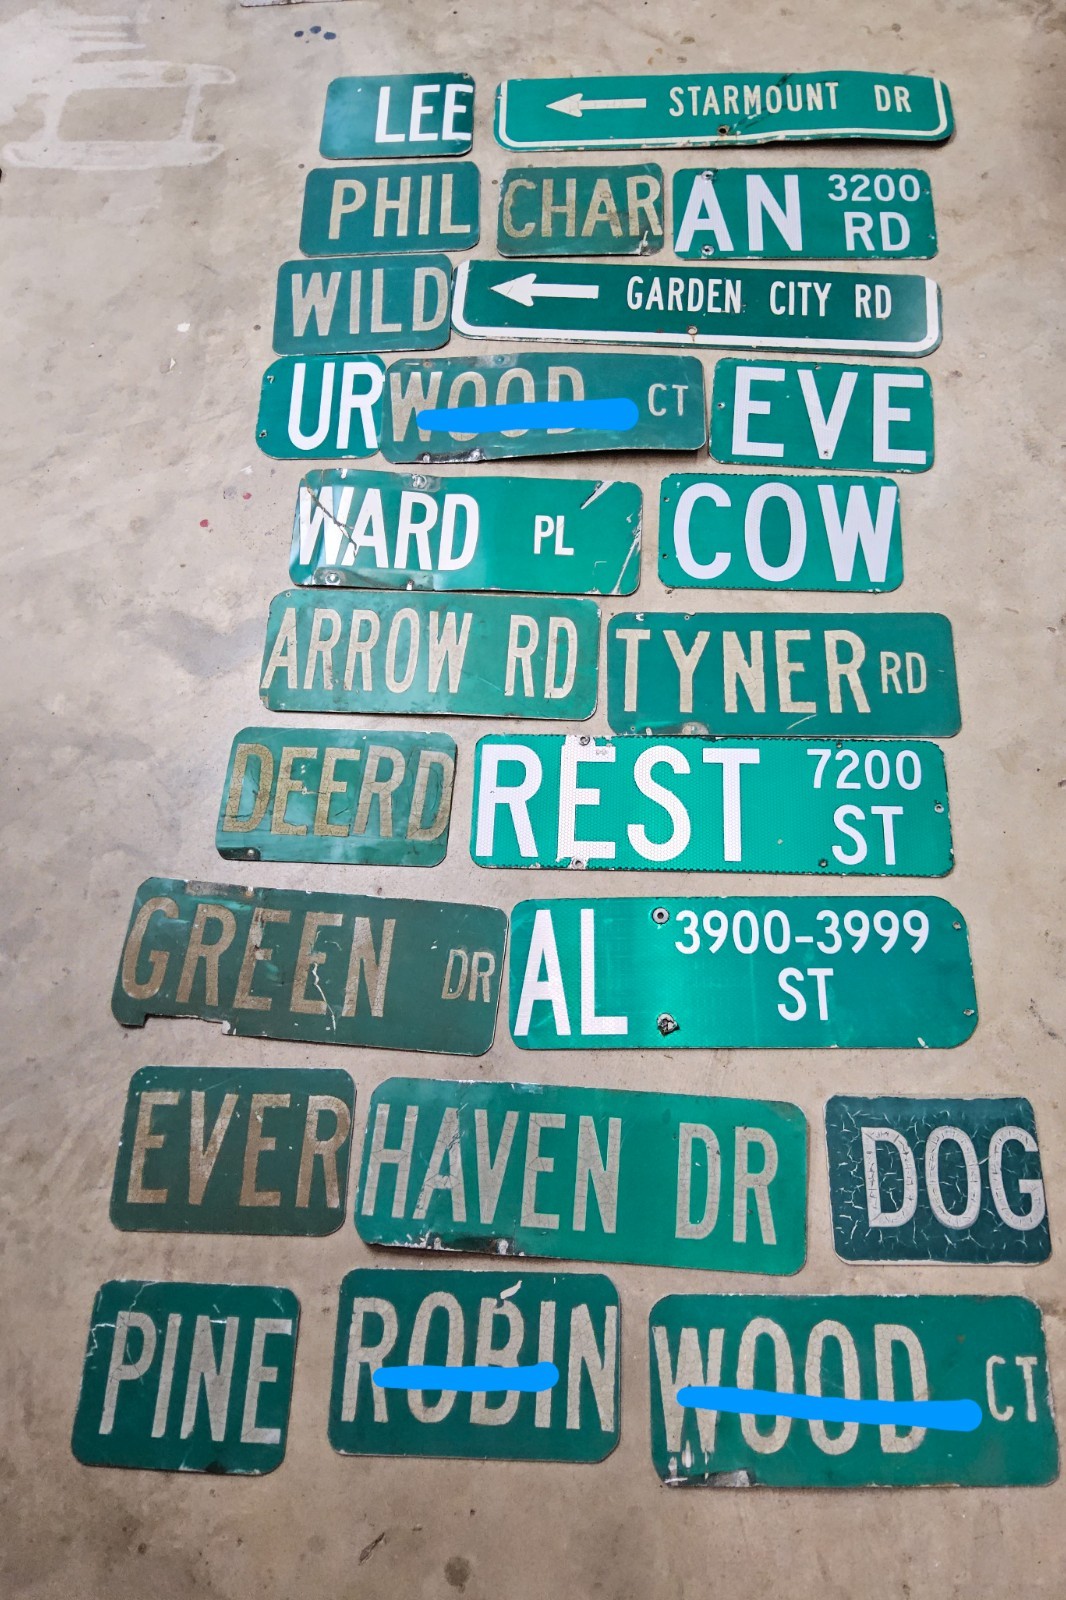 LEE
STARMOUNT DR
PHIL
CHAR
AN 3200 RD
WILD
GARDEN CITY RD
UR
WOOD CT
EVE
WARD PL
COW
ARROW RD
TYNER RD
DEERD
REST 7200 ST
GREEN DR
AL 3900-3999 ST
EVER
HAVEN DR
DOG
PINE
ROBIN
WOOD CT